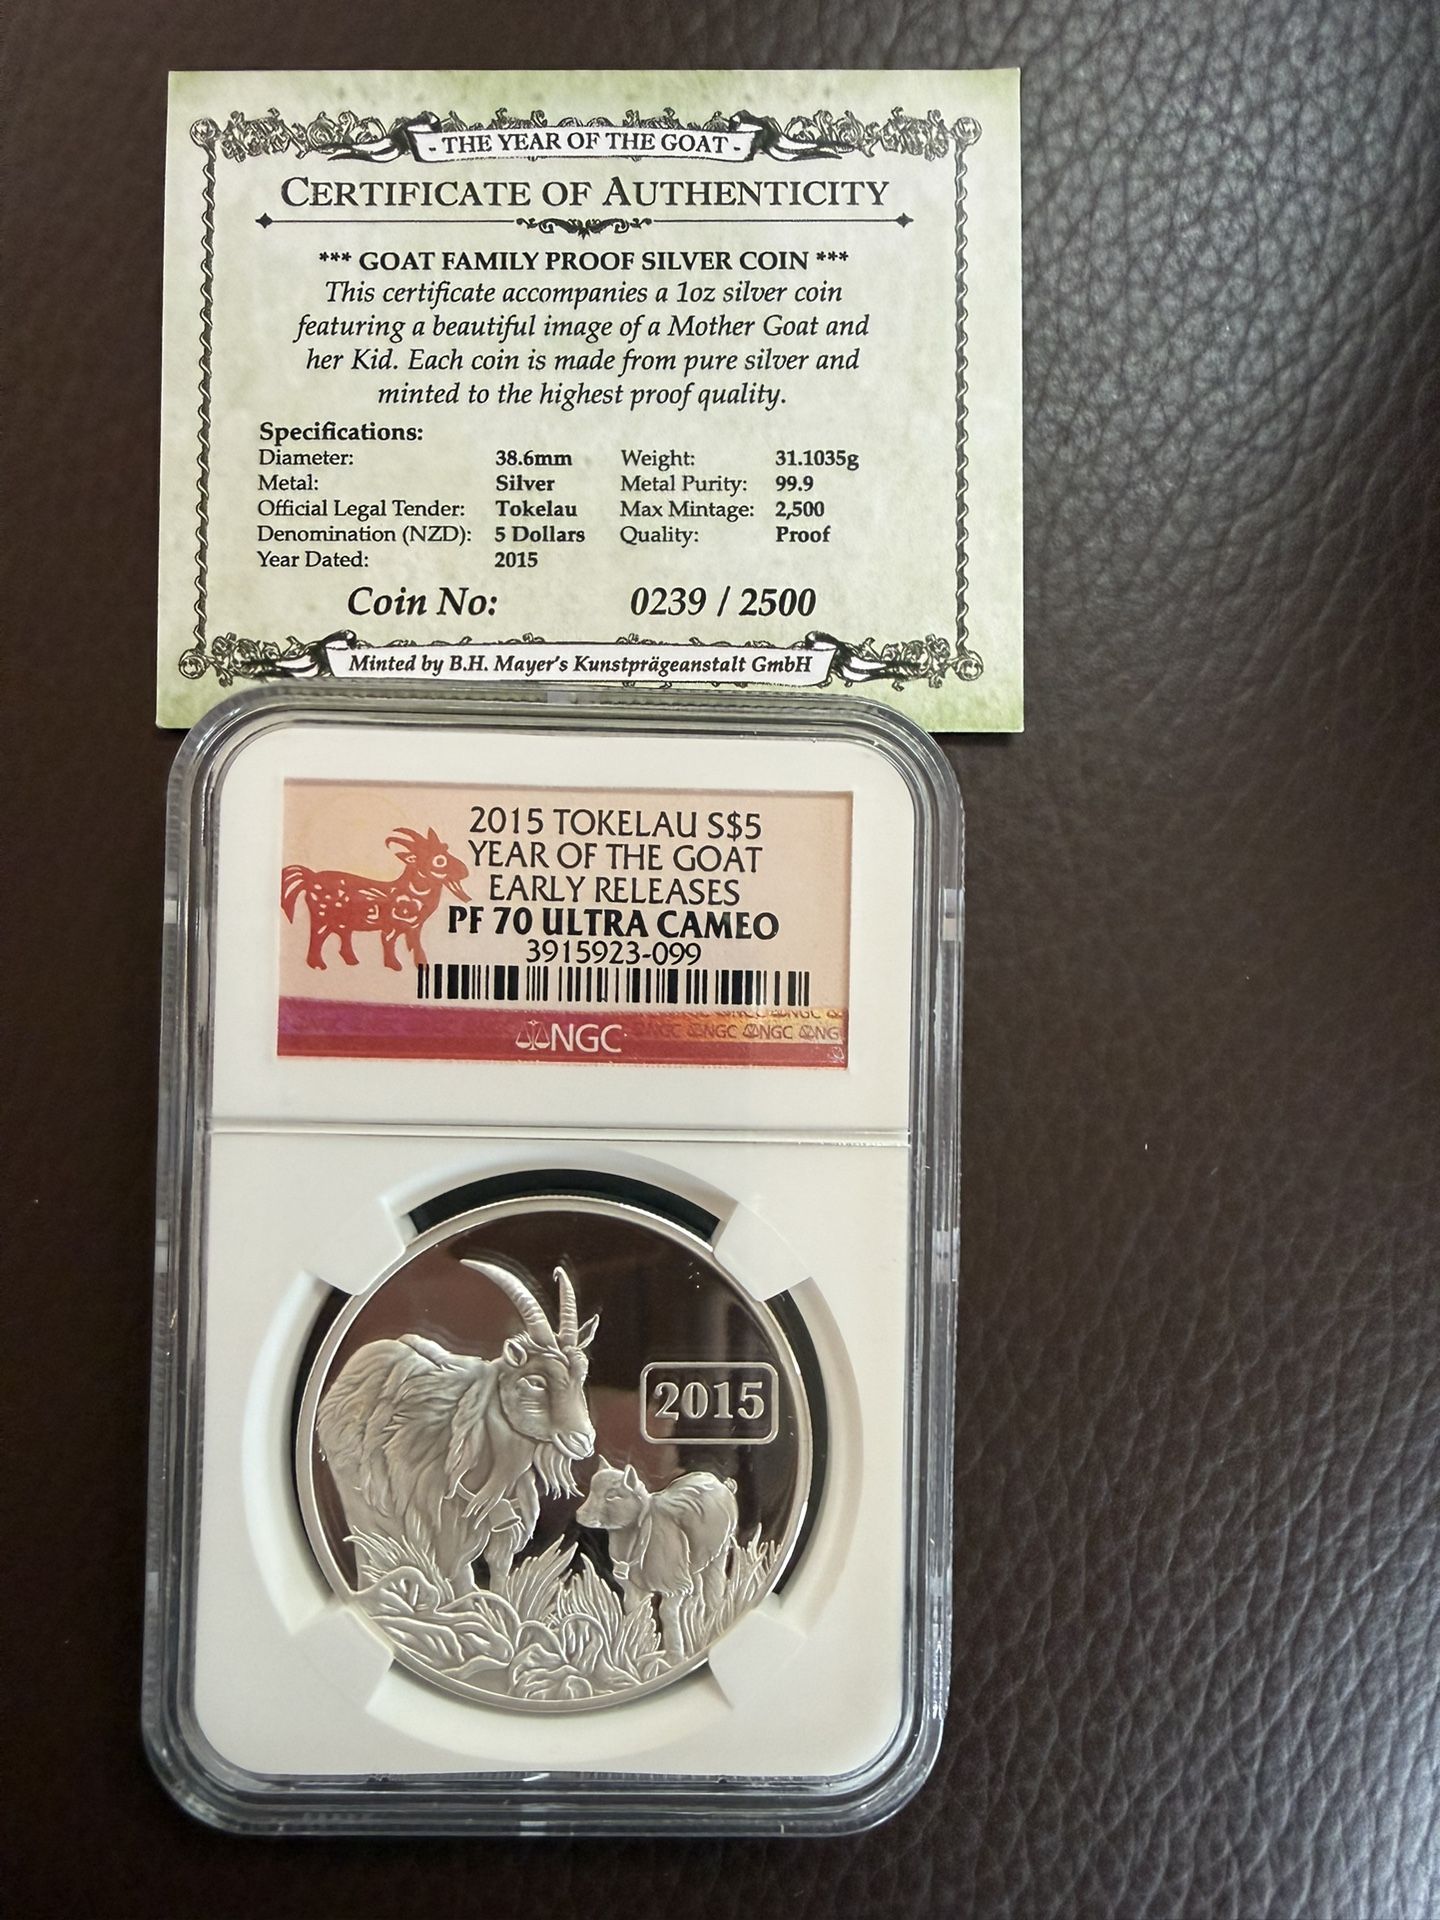 - THE YEAR OF THE GOAT -
CERTIFICATE OF AUTHENTICITY
*** GOAT FAMILY PROOF SILVER COIN ***
This certificate accompanies a 1oz silver coin
featuring a beautiful image of a Mother Goat and
her Kid. Each coin is made from pure silver and
minted to the highest proof quality.
Specifications:
Diameter: 38.6mm Weight: 31.1035g
Metal: Silver Metal Purity: 99.9
Official Legal Tender: Tokelau Max Mintage: 2,500
Denomination (NZD): 5 Dollars Quality: Proof
Year Dated: 2015
Coin No: 0239 / 2500
Minted by B.H. Mayer's Kunstprägeanstalt GmbH
2015 TOKELAU S$5
YEAR OF THE GOAT
EARLY RELEASES
PF 70 ULTRA CAMEO
3915923-099
NGC
NGC NGC NGC NG
2015